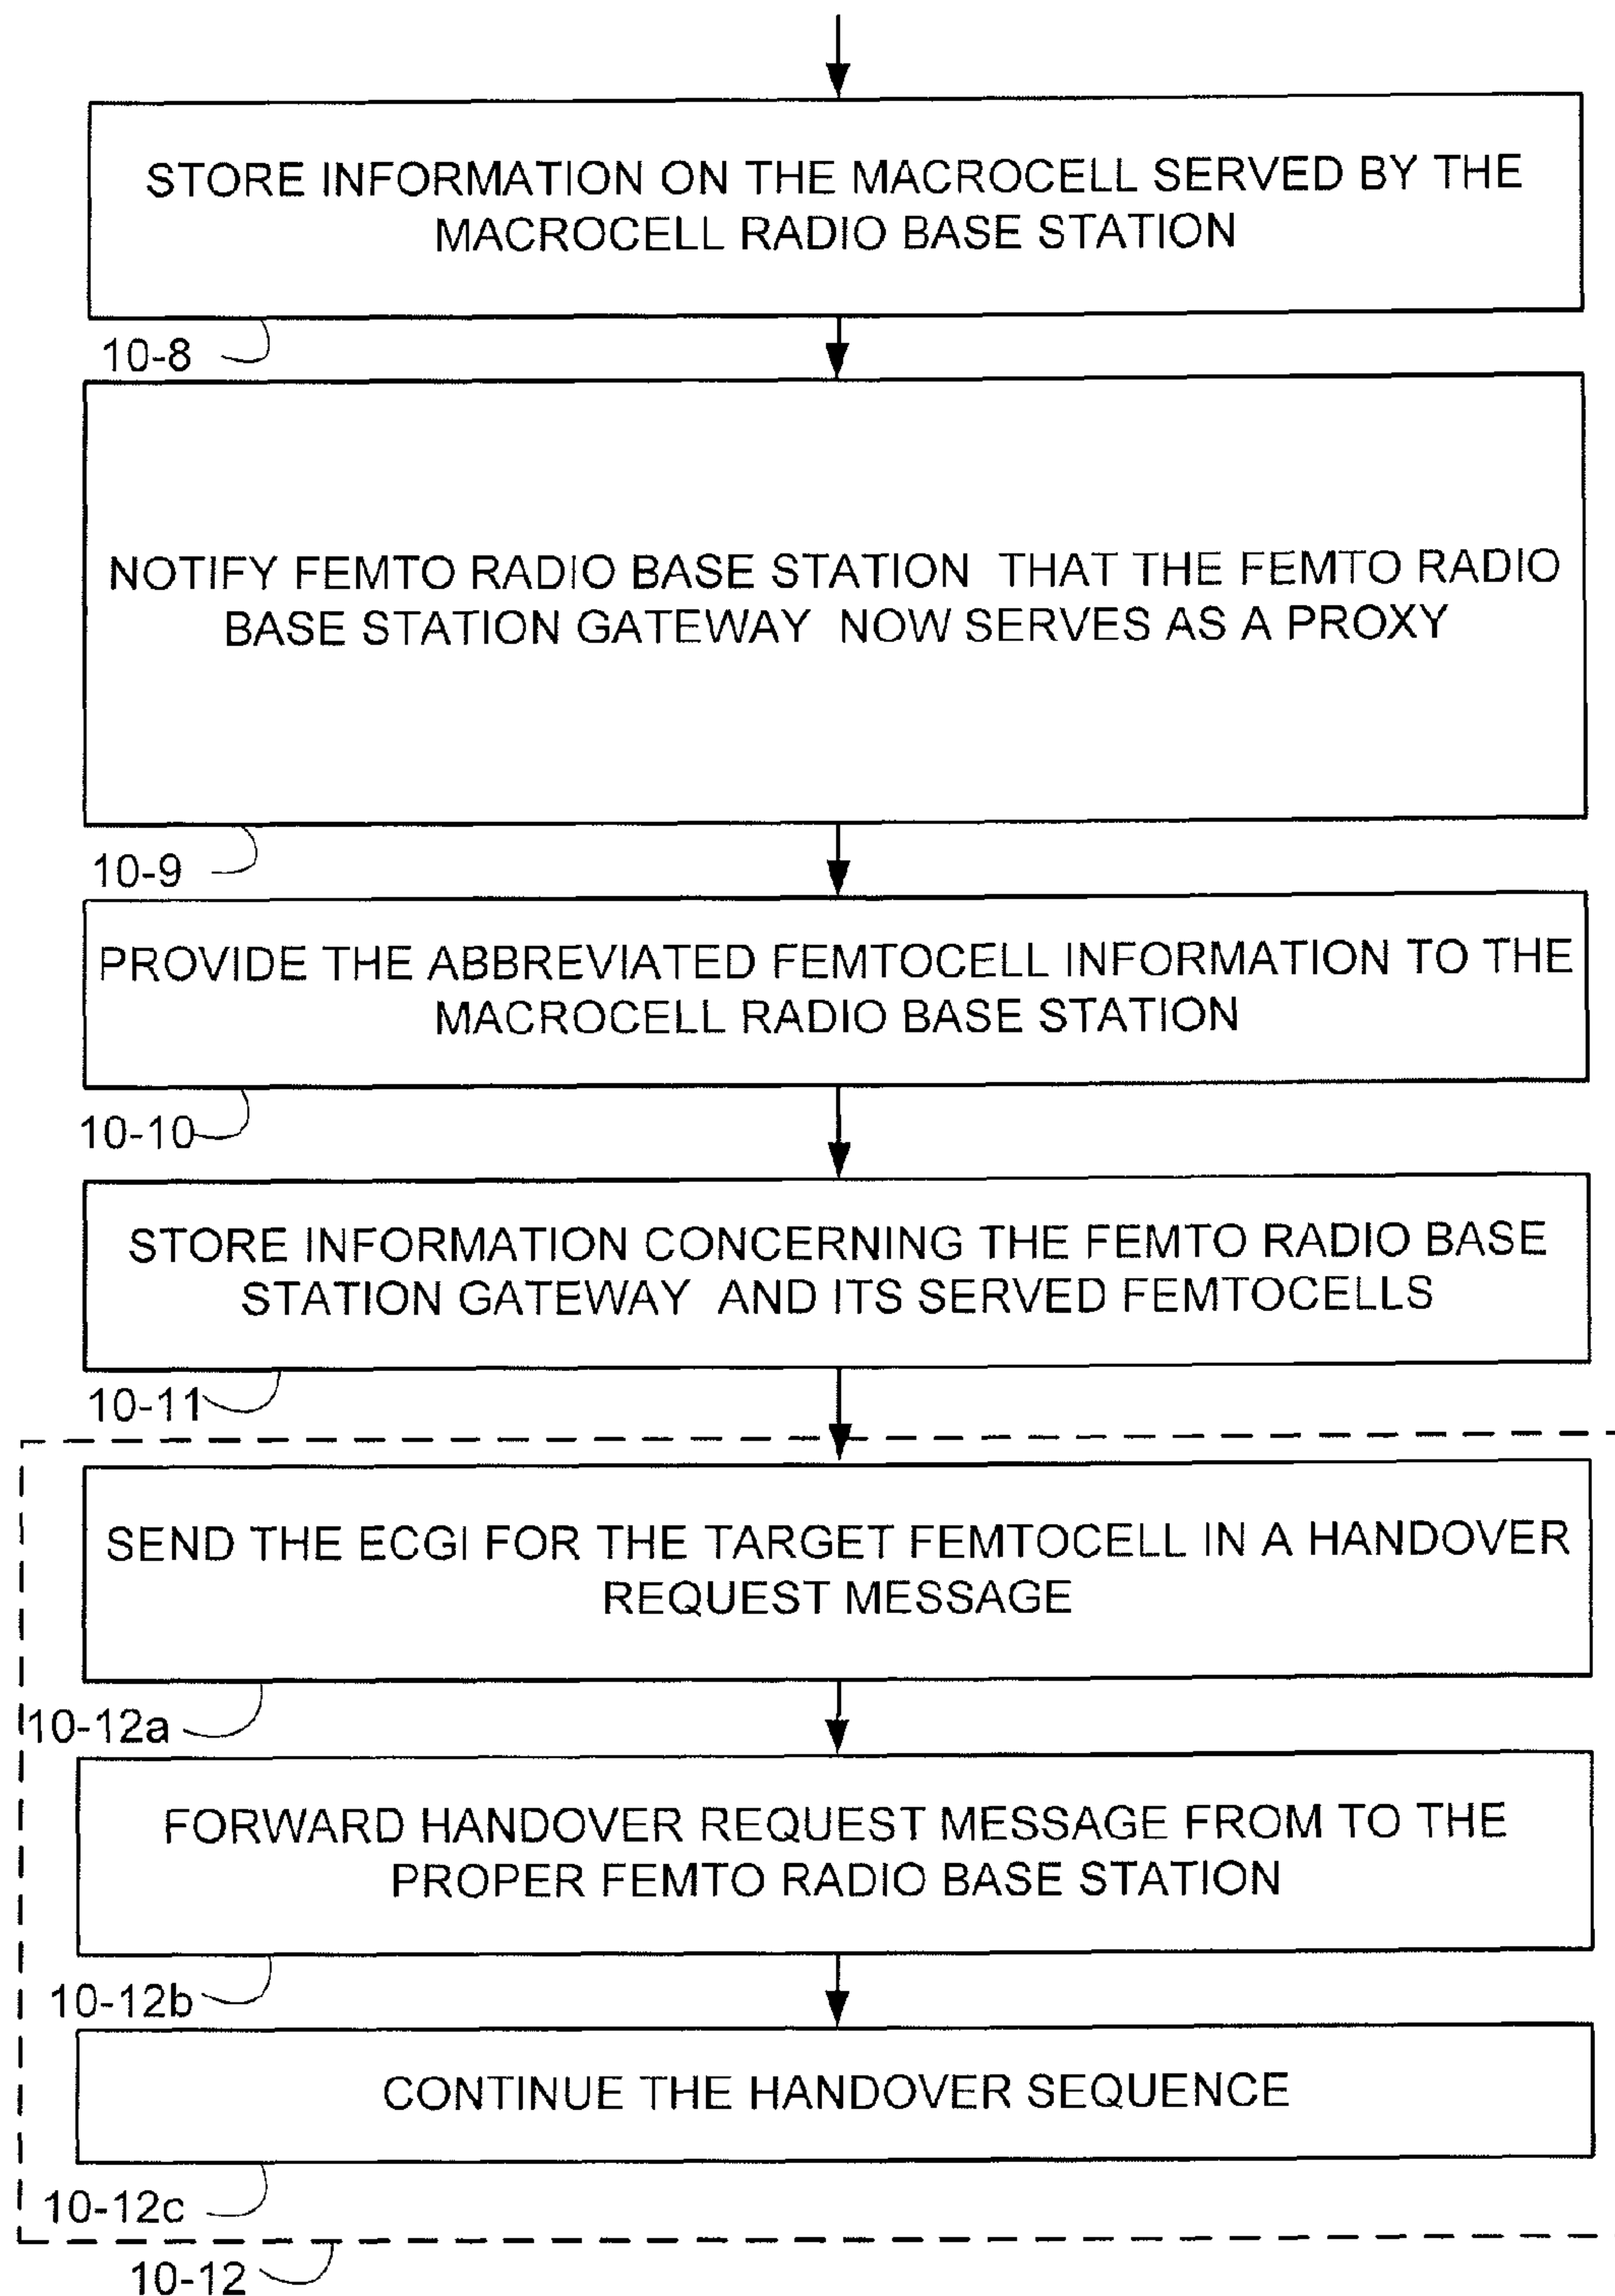 STORE INFORMATION ON THE MACROCELL SERVED BY THE
MACROCELL RADIO BASE STATION
10-8
NOTIFY FEMTO RADIO BASE STATION THAT THE FEMTO RADIO
BASE STATION GATEWAY NOW SERVES AS A PROXY
10-9
PROVIDE THE ABBREVIATED FEMTOCELL INFORMATION TO THE
MACROCELL RADIO BASE STATION
10-10
STORE INFORMATION CONCERNING THE FEMTO RADIO BASE
STATION GATEWAY AND ITS SERVED FEMTOCELLS
10-11
SEND THE ECGI FOR THE TARGET FEMTOCELL IN A HANDOVER
REQUEST MESSAGE
10-12a
FORWARD HANDOVER REQUEST MESSAGE FROM TO THE
PROPER FEMTO RADIO BASE STATION
10-12b
CONTINUE THE HANDOVER SEQUENCE
10-12c
10-12